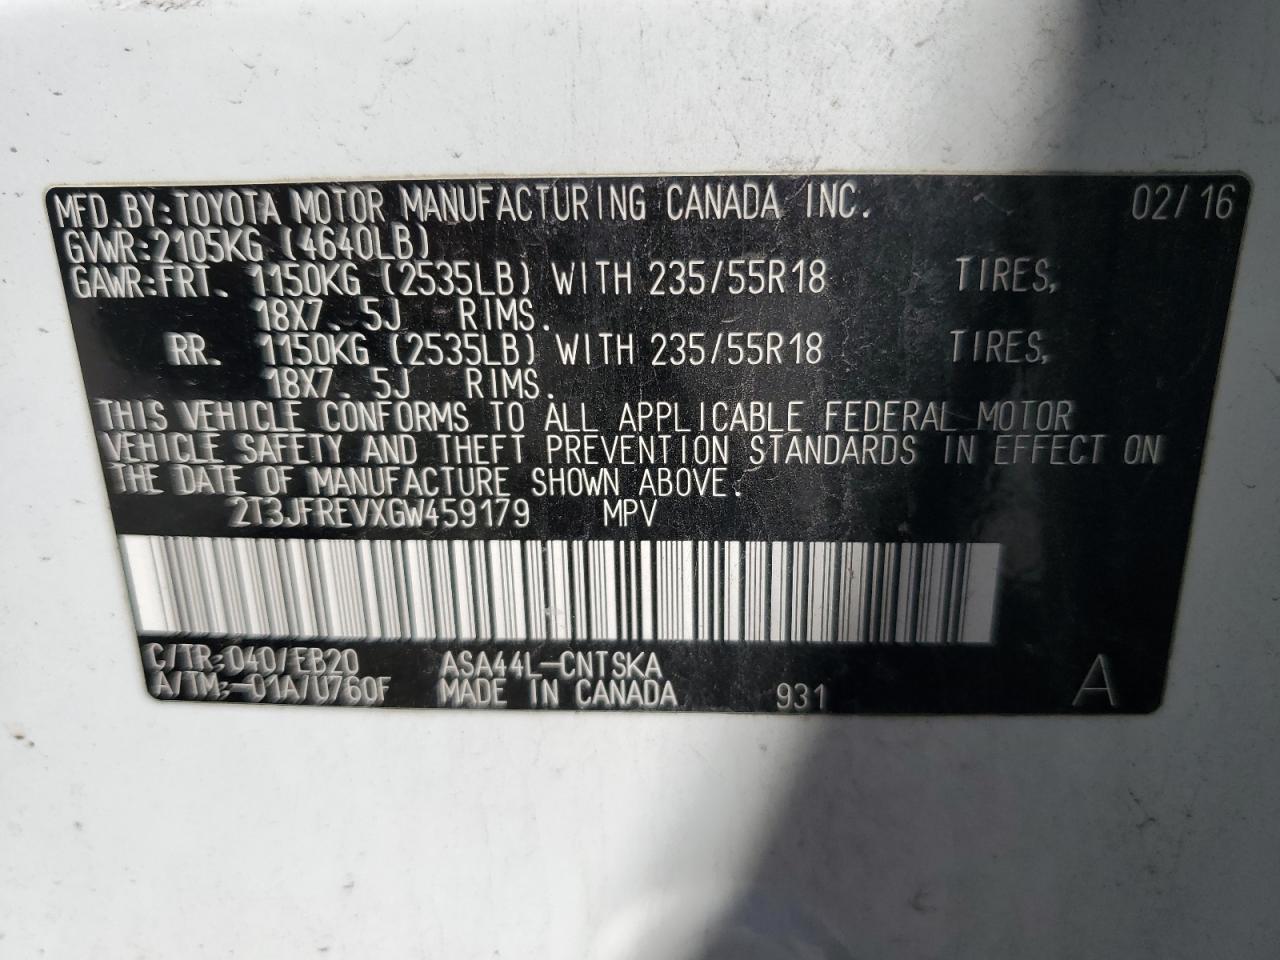 MFD.BY:TOYOTA MOTOR MANUFACTURING CANADA INC. 02/16
GVWR:2105KG (4640LB)
GAWR:FRT. 1150KG (2535LB) WITH 235/55R18 TIRES,
18X7.5J RIMS.
RR. 1150KG (2535LB) WITH 235/55R18 TIRES,
18X7.5J RIMS.
THIS VEHICLE CONFORMS TO ALL APPLICABLE FEDERAL MOTOR
VEHICLE SAFETY AND THEFT PREVENTION STANDARDS IN EFFECT ON
THE DATE OF MANUFACTURE SHOWN ABOVE.
2T3JFREVXGW459179 MPV
C/TR:040/EB20 ASA44L-CNTSKA
A/TM:-01A/U760F MADE IN CANADA 931 A